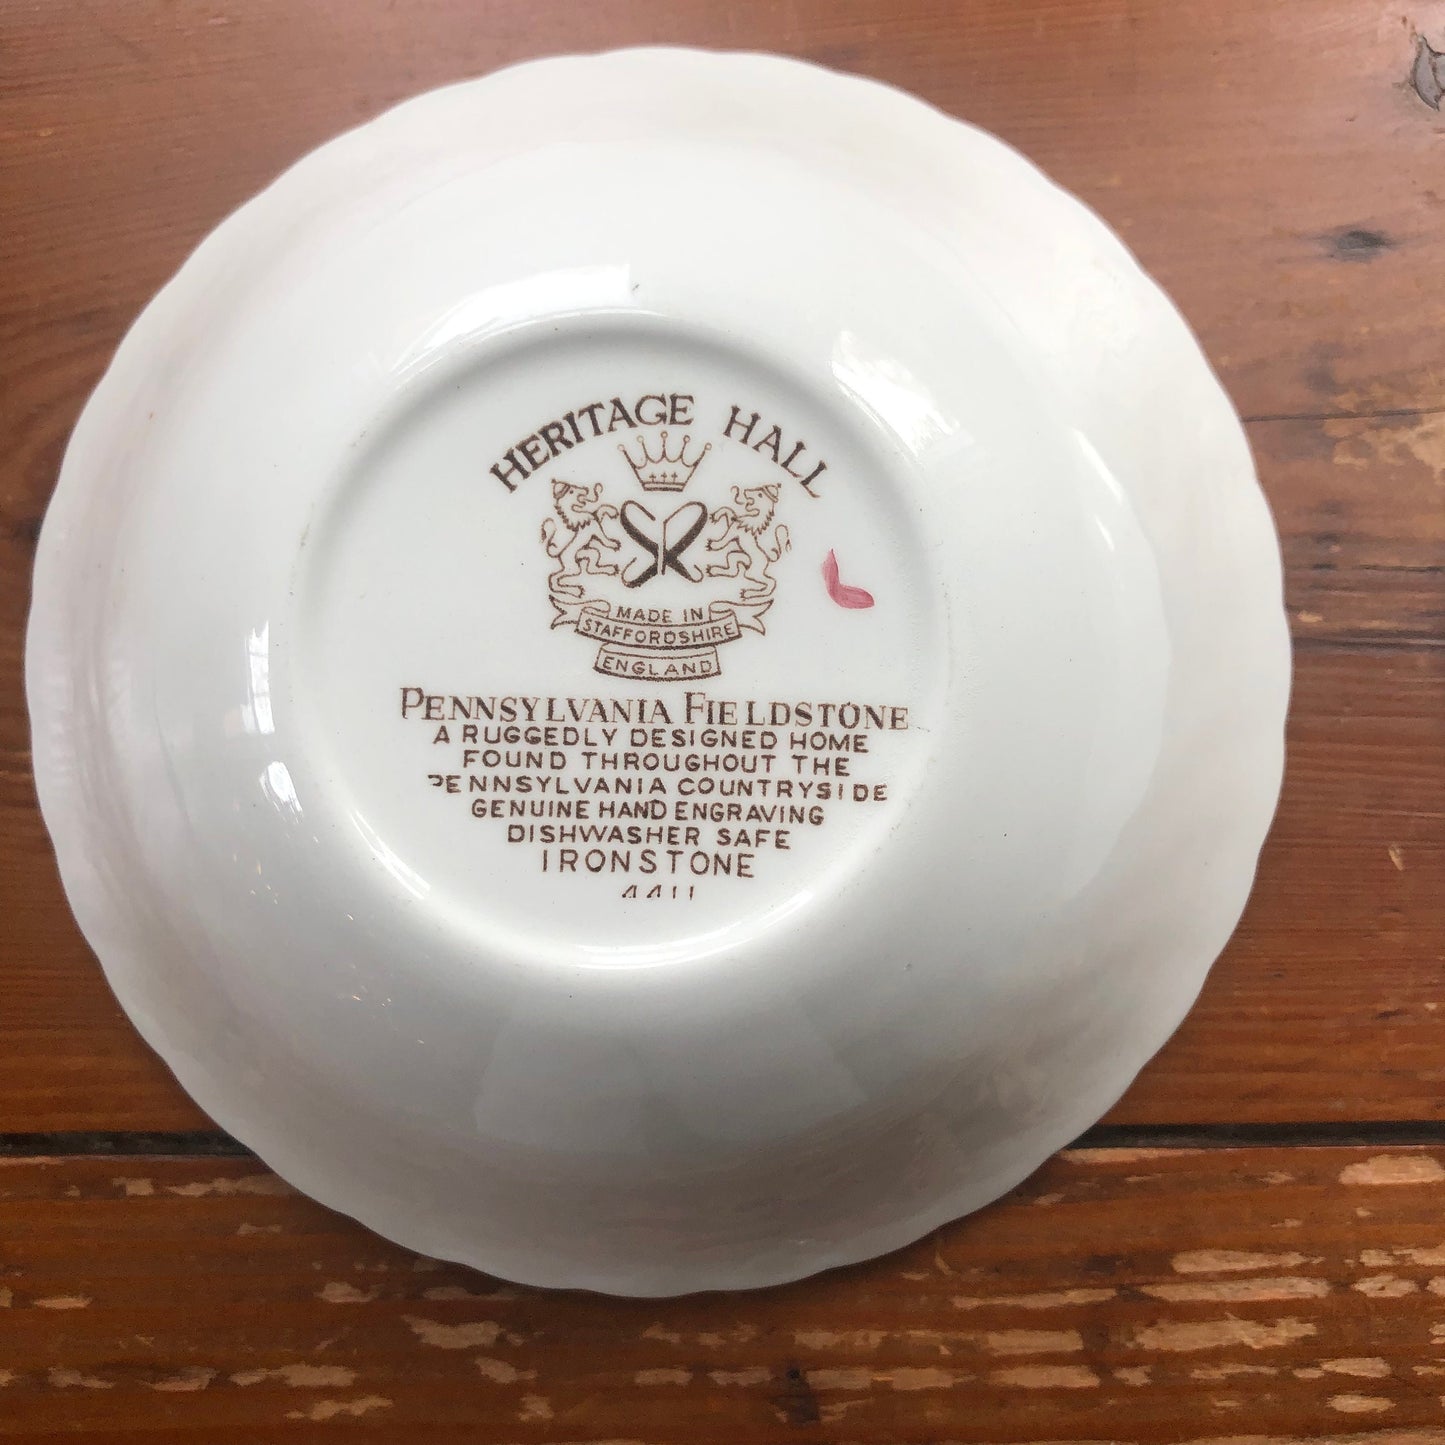 HERITAGE HALL
MADE IN
STAFFORDSHIRE
ENGLAND
PENNSYLVANIA FIELDSTONE
A RUGGEDLY DESIGNED HOME
FOUND THROUGHOUT THE
PENNSYLVANIA COUNTRYSIDE
GENUINE HAND ENGRAVING
DISHWASHER SAFE
IRONSTONE
4411